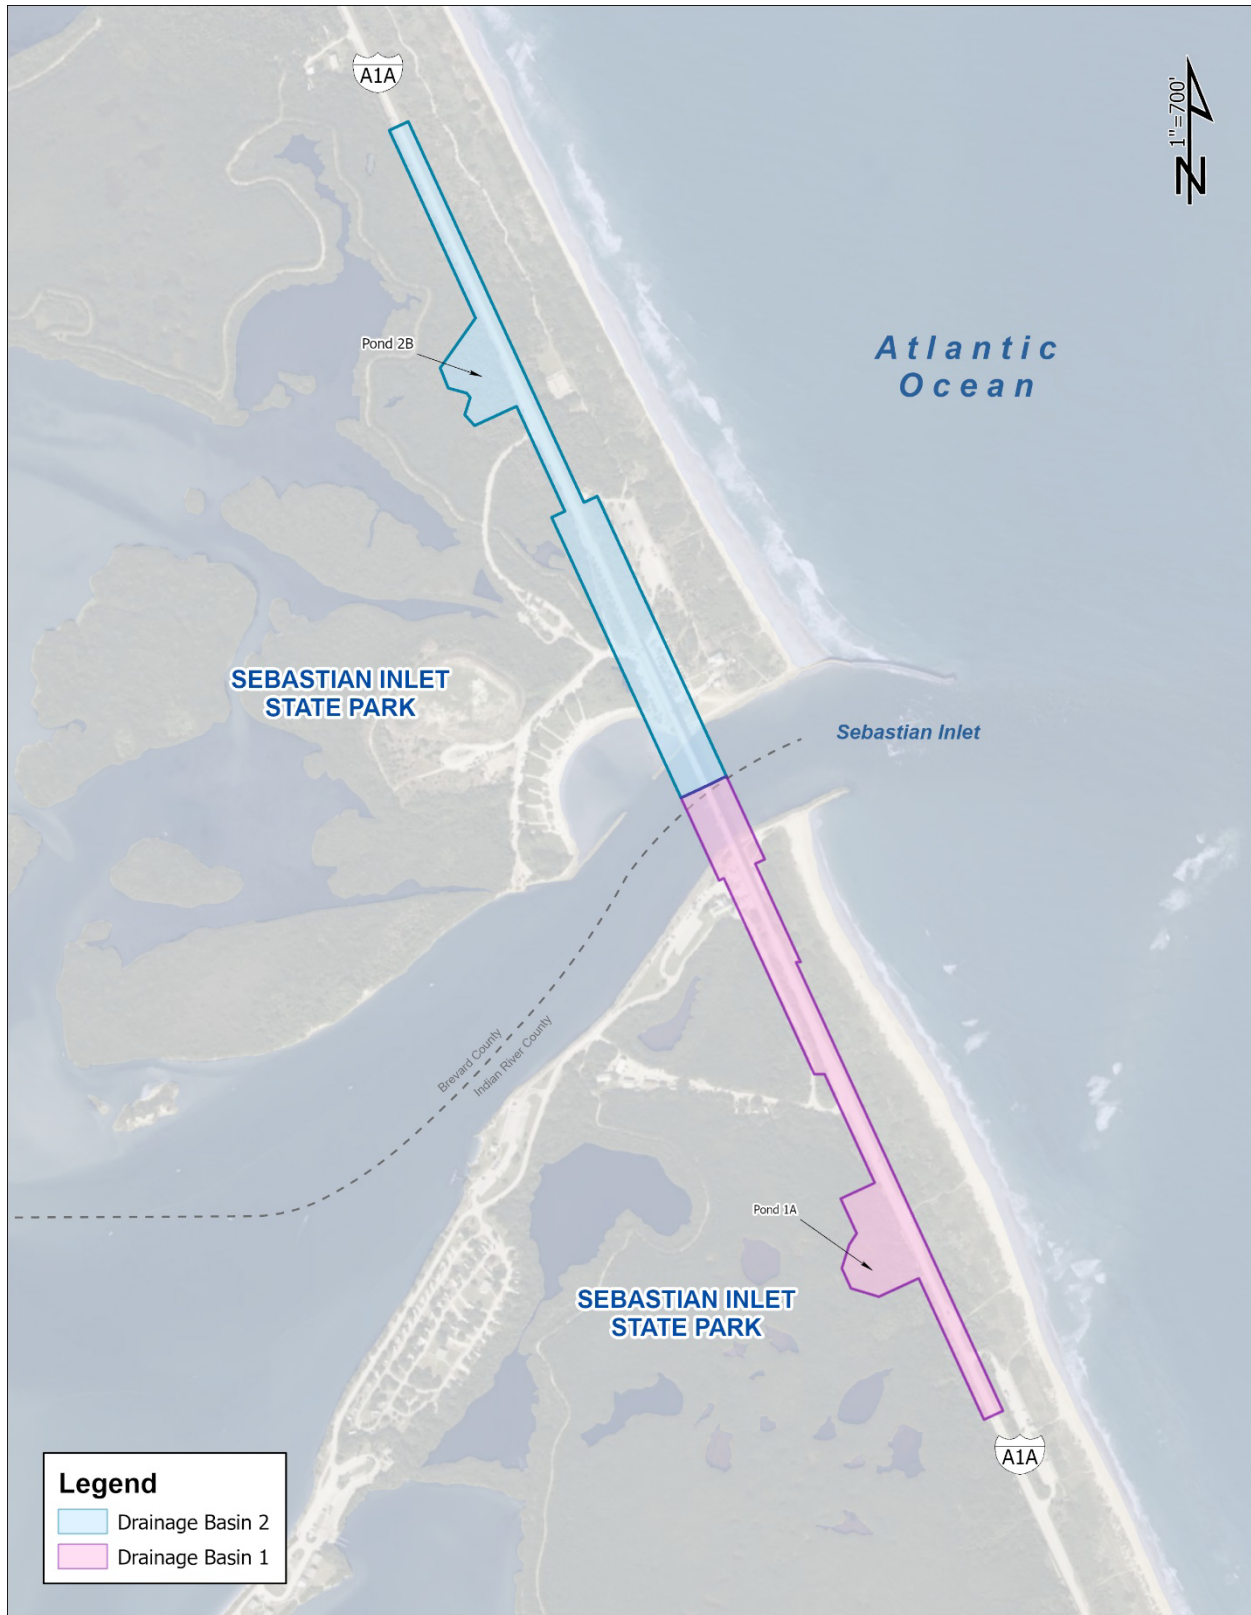 A1A
1"=700'
N
Pond 2B
Atlantic
Ocean
SEBASTIAN INLET
STATE PARK
Sebastian Inlet
Brevard County
Indian River County
Pond 1A
SEBASTIAN INLET
STATE PARK
A1A
Legend
Drainage Basin 2
Drainage Basin 1